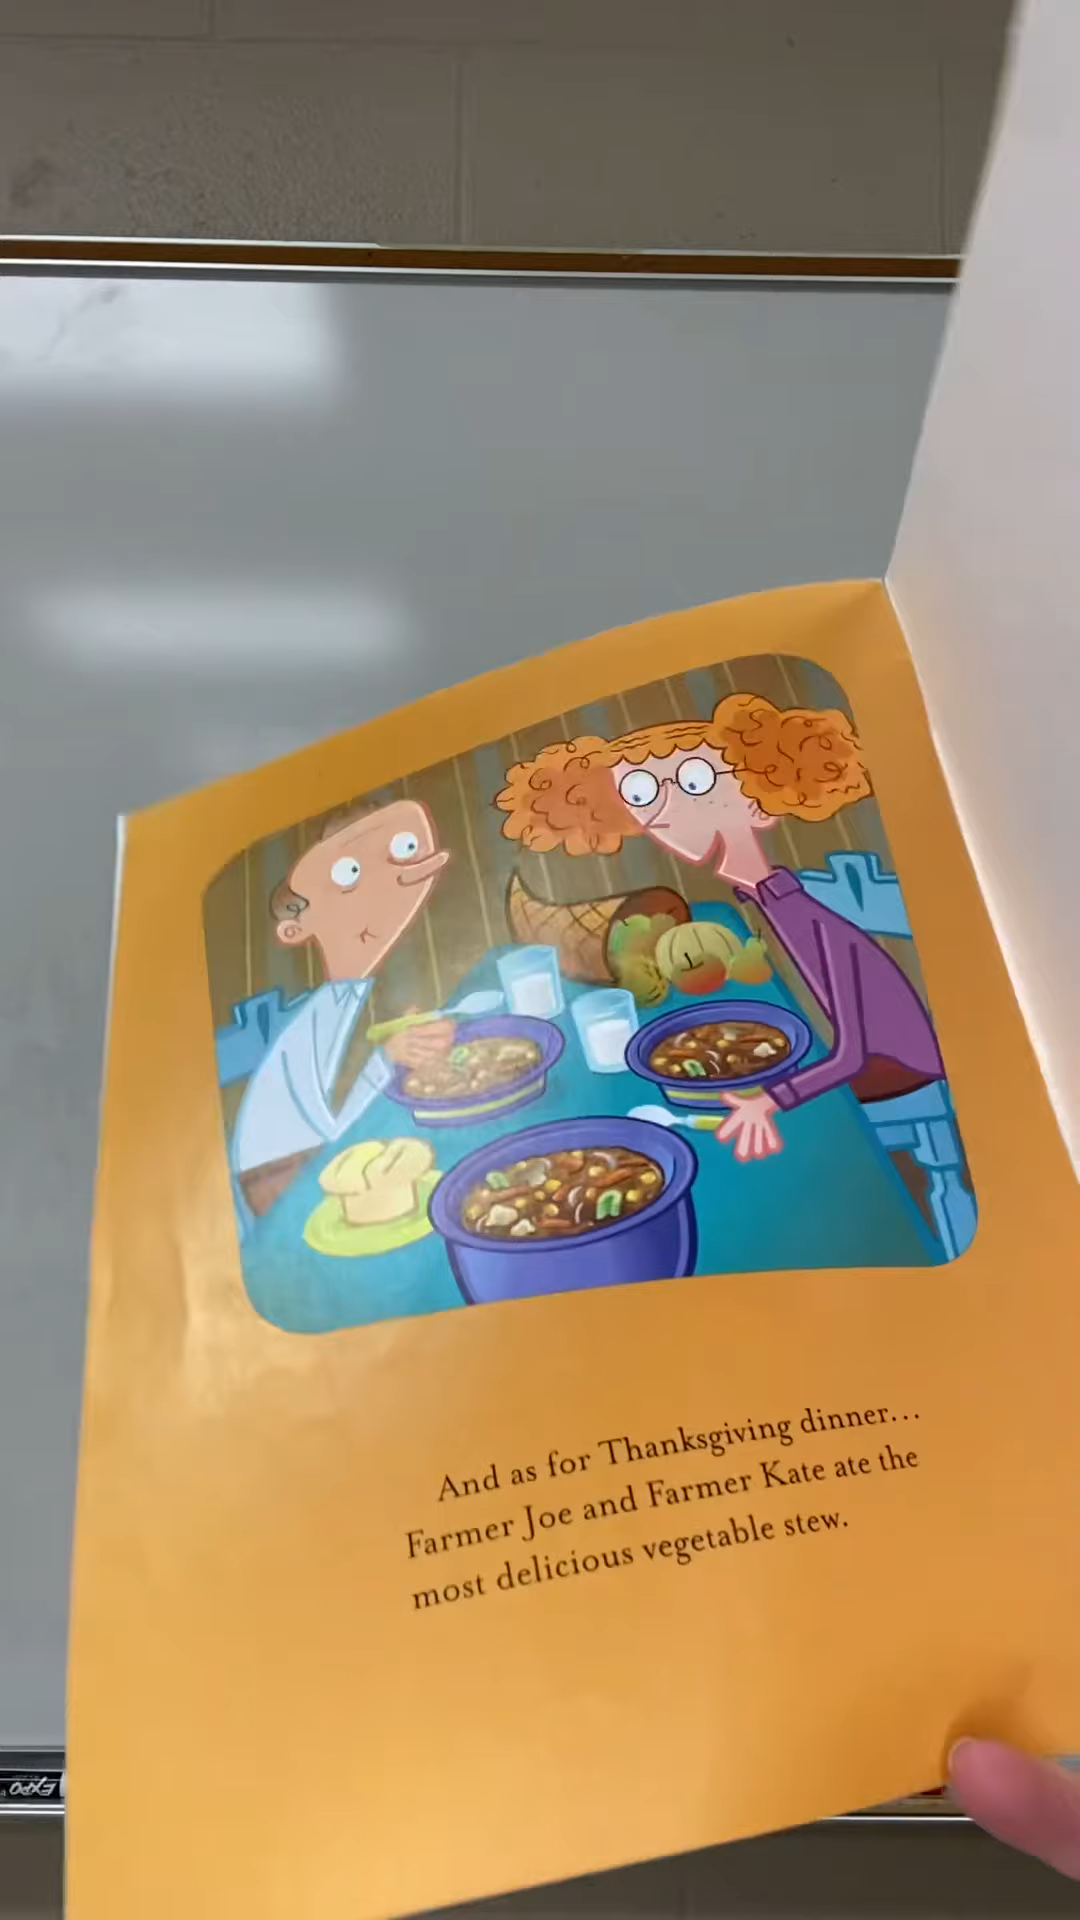 And as for Thanksgiving dinner...
Farmer Joe and Farmer Kate ate the
most delicious vegetable stew.
EXPO